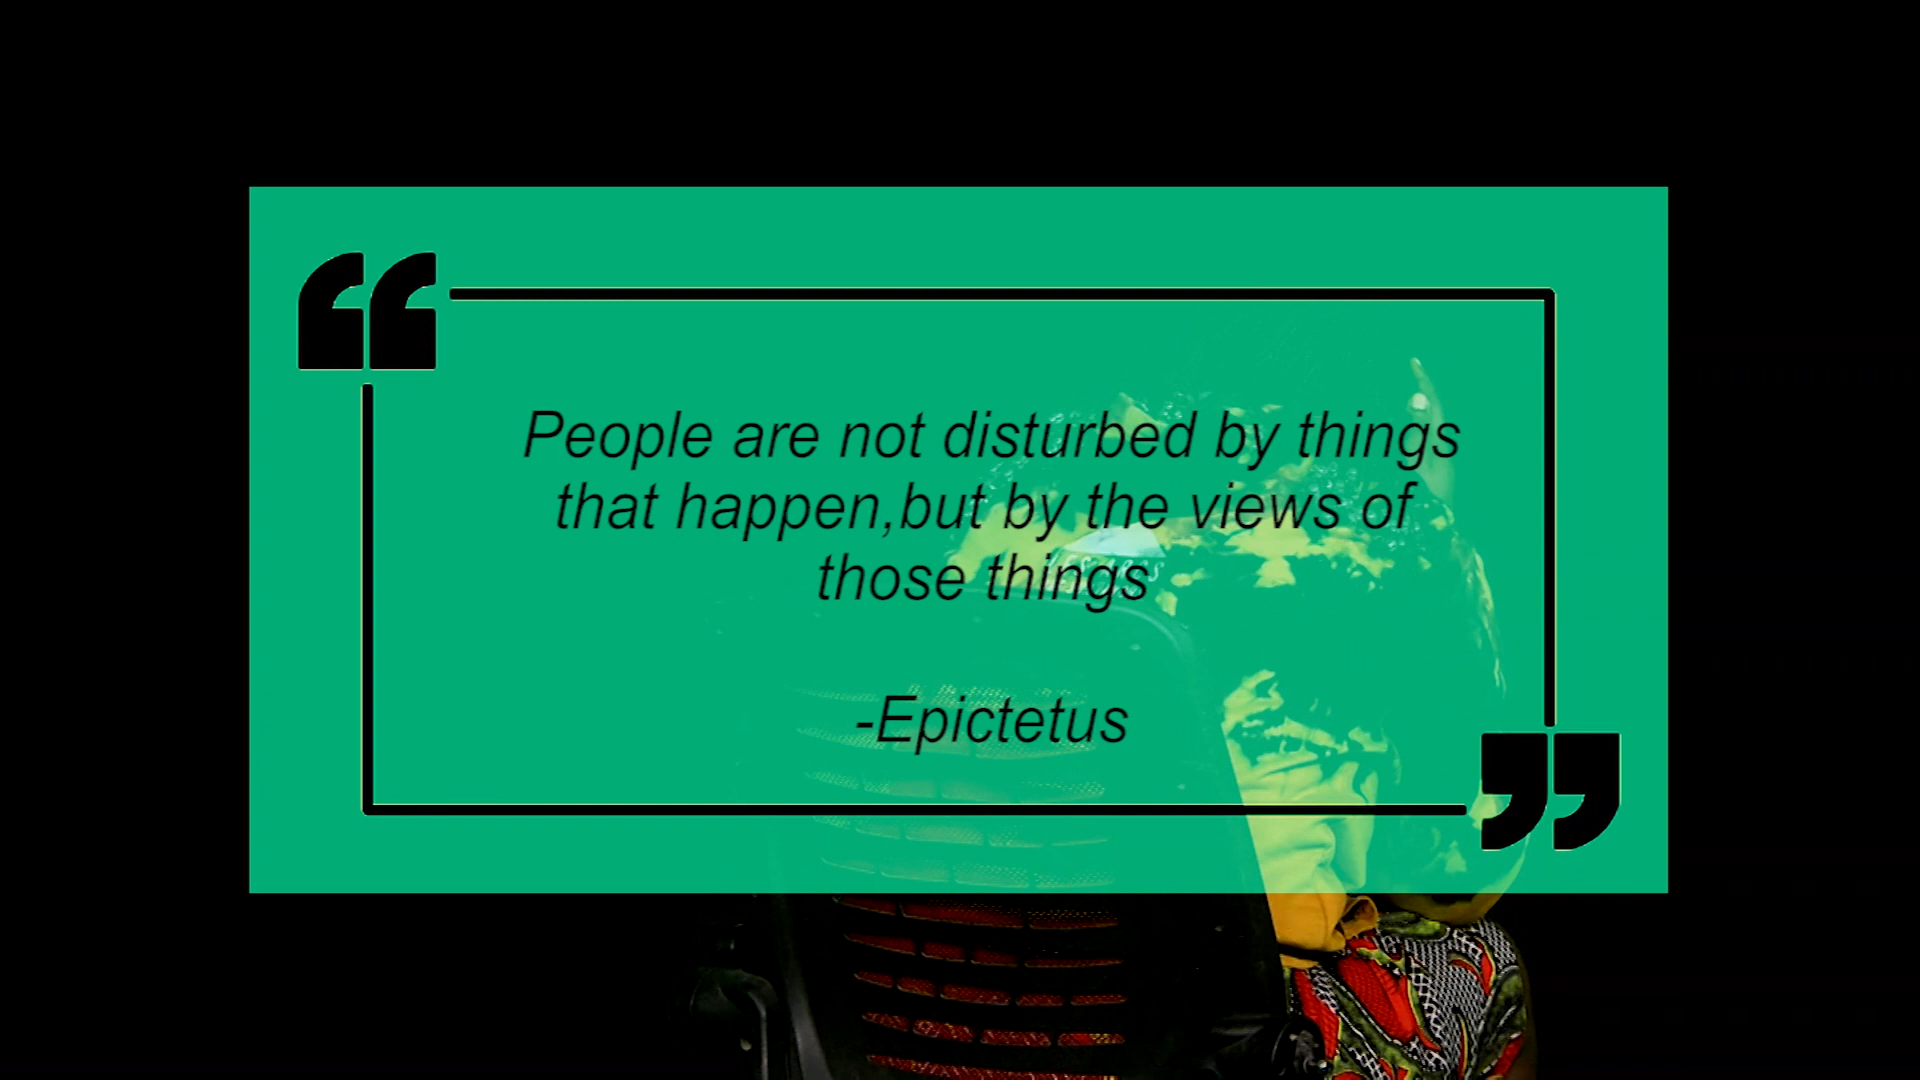 People are not disturbed by things
that happen,but by the views of
those things
-Epictetus